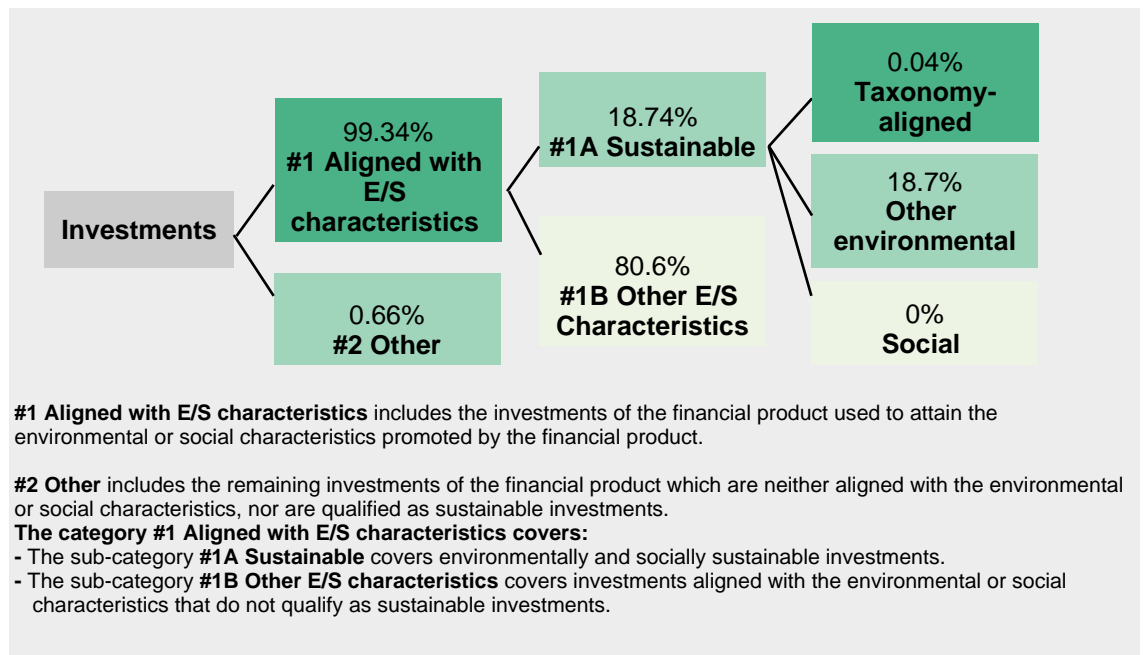 Investments
99.34%
#1 Aligned with
E/S
characteristics
0.66%
#2 Other
18.74%
#1A Sustainable
80.6%
#1B Other E/S
Characteristics
0.04%
Taxonomy-
aligned
18.7%
Other
environmental
0%
Social
#1 Aligned with E/S characteristics includes the investments of the financial product used to attain the
environmental or social characteristics promoted by the financial product.
#2 Other includes the remaining investments of the financial product which are neither aligned with the environmental
or social characteristics, nor are qualified as sustainable investments.
The category #1 Aligned with E/S characteristics covers:
- The sub-category #1A Sustainable covers environmentally and socially sustainable investments.
- The sub-category #1B Other E/S characteristics covers investments aligned with the environmental or social
characteristics that do not qualify as sustainable investments.